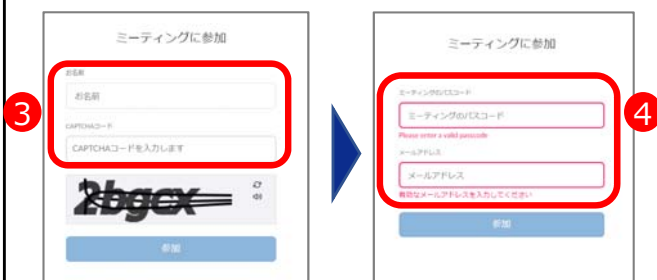 ミーティングに参加
お名前
お名前
CAPTCHAコード
CAPTCHAコードを入力します
2bgcx
参加
3
ミーティングに参加
ミーティングのパスコード
ミーティングのパスコード
Please enter a valid passcode
メールアドレス
メールアドレス
有効なメールアドレスを入力してください
参加
4